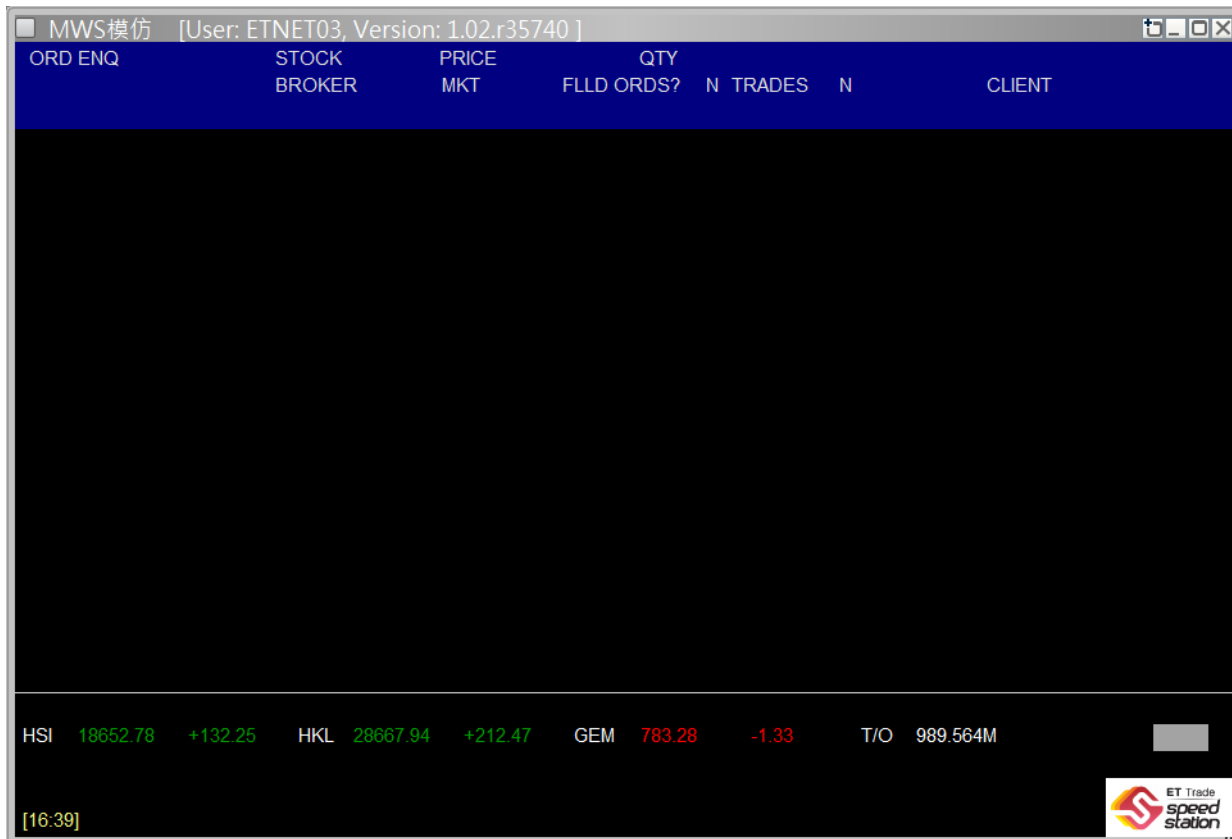 MWS模仿 [User: ETNET03, Version: 1.02.r35740 ]
ORD ENQ STOCK PRICE QTY
BROKER MKT FLLD ORDS? N TRADES N CLIENT
HSI 18652.78 +132.25 HKL 28667.94 +212.47 GEM 783.28 -1.33 T/O 989.564M
[16:39]
ET Trade
speed
station